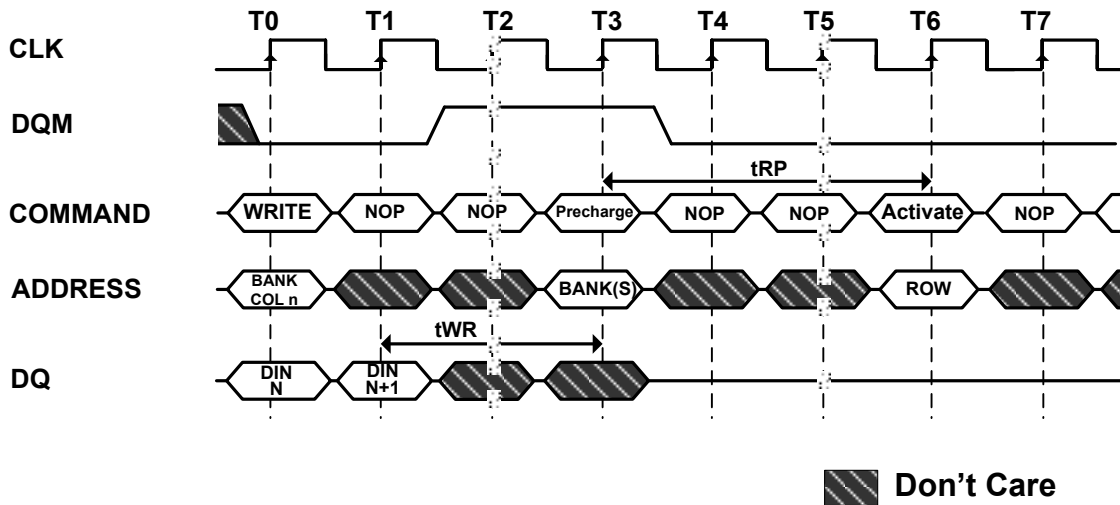 T0 T1 T2 T3 T4 T5 T6 T7
CLK
DQM
tRP
COMMAND WRITE NOP NOP Precharge NOP NOP Activate NOP
ADDRESS BANK COL n BANK(S) ROW
tWR
DQ DIN N DIN N+1
Don't Care